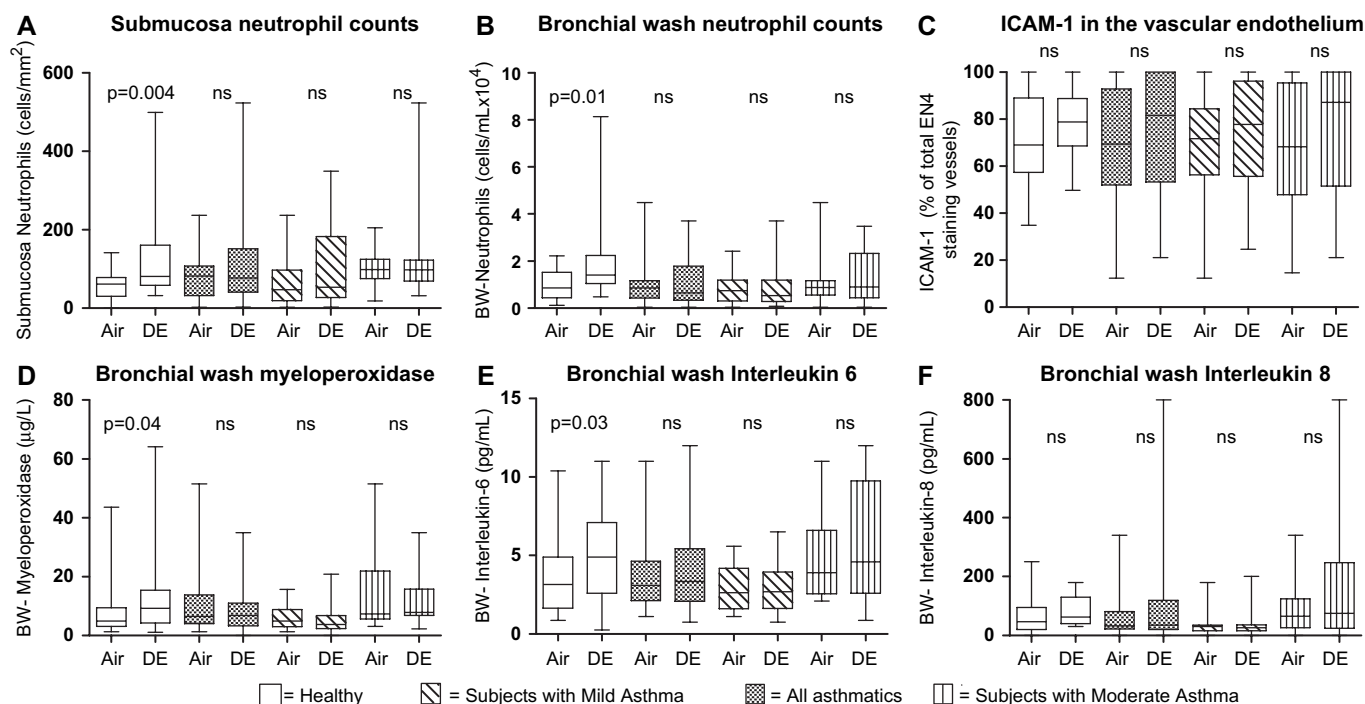 A Submucosa neutrophil counts
Submucosa Neutrophils (cells/mm²)
600
400
200
0
p=0.004 ns ns ns
Air DE Air DE Air DE Air DE
B Bronchial wash neutrophil counts
BW-Neutrophils (cells/mLx10⁴)
10
8
6
4
2
0
p=0.01 ns ns ns
Air DE Air DE Air DE Air DE
C ICAM-1 in the vascular endothelium
ns ns ns ns
ICAM-1 (% of total EN4
staining vessels)
100
80
60
40
20
0
Air DE Air DE Air DE Air DE
D Bronchial wash myeloperoxidase
BW- Myeloperoxidase (µg/L)
80
60
40
20
0
p=0.04 ns ns ns
Air DE Air DE Air DE Air DE
E Bronchial wash Interleukin 6
BW- Interleukin-6 (pg/mL)
15
10
5
0
p=0.03 ns ns ns
Air DE Air DE Air DE Air DE
F Bronchial wash Interleukin 8
BW- Interleukin-8 (pg/mL)
800
600
400
200
0
ns ns ns ns
Air DE Air DE Air DE Air DE
= Healthy = Subjects with Mild Asthma = All asthmatics = Subjects with Moderate Asthma